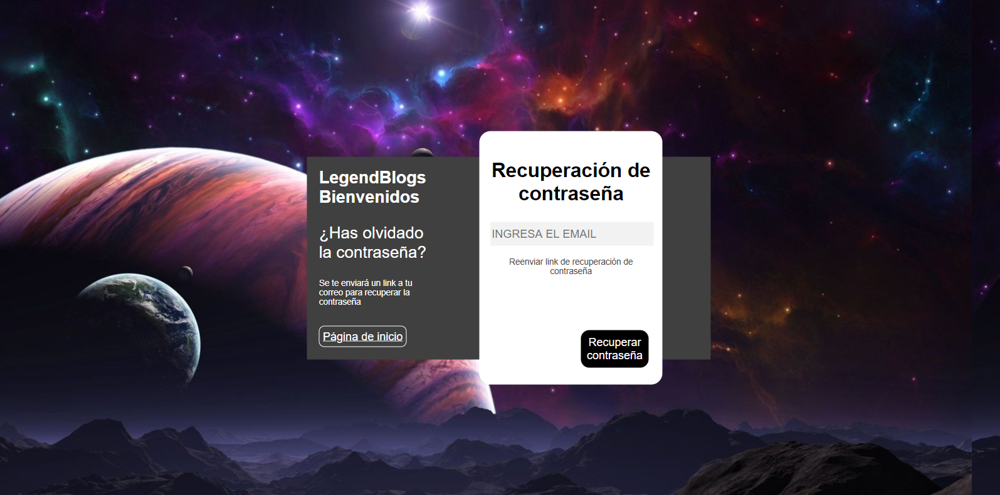 LegendBlogs
Bienvenidos
¿Has olvidado
la contraseña?
Se te enviará un link a tu
correo para recuperar la
contraseña
Página de inicio
Recuperación de
contraseña
INGRESA EL EMAIL
Reenviar link de recuperación de
contraseña
Recuperar
contraseña